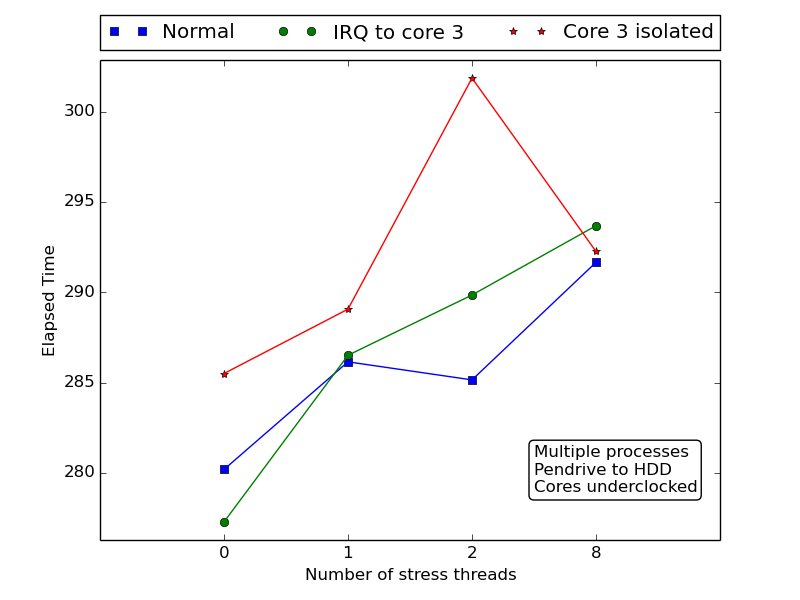 Normal IRQ to core 3 Core 3 isolated
300
295
290
285
280
Elapsed Time
Multiple processes
Pendrive to HDD
Cores underclocked
0 1 2 8
Number of stress threads